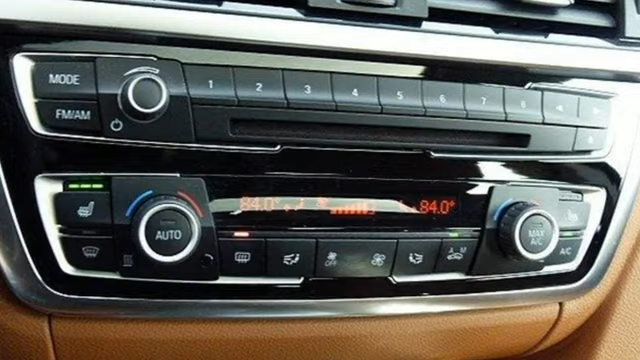 MODE
1 2 3 4 5 6 7 8
FM/AM
84.0° 84.0°
AUTO
MAX A/C
OFF
A M
A/C